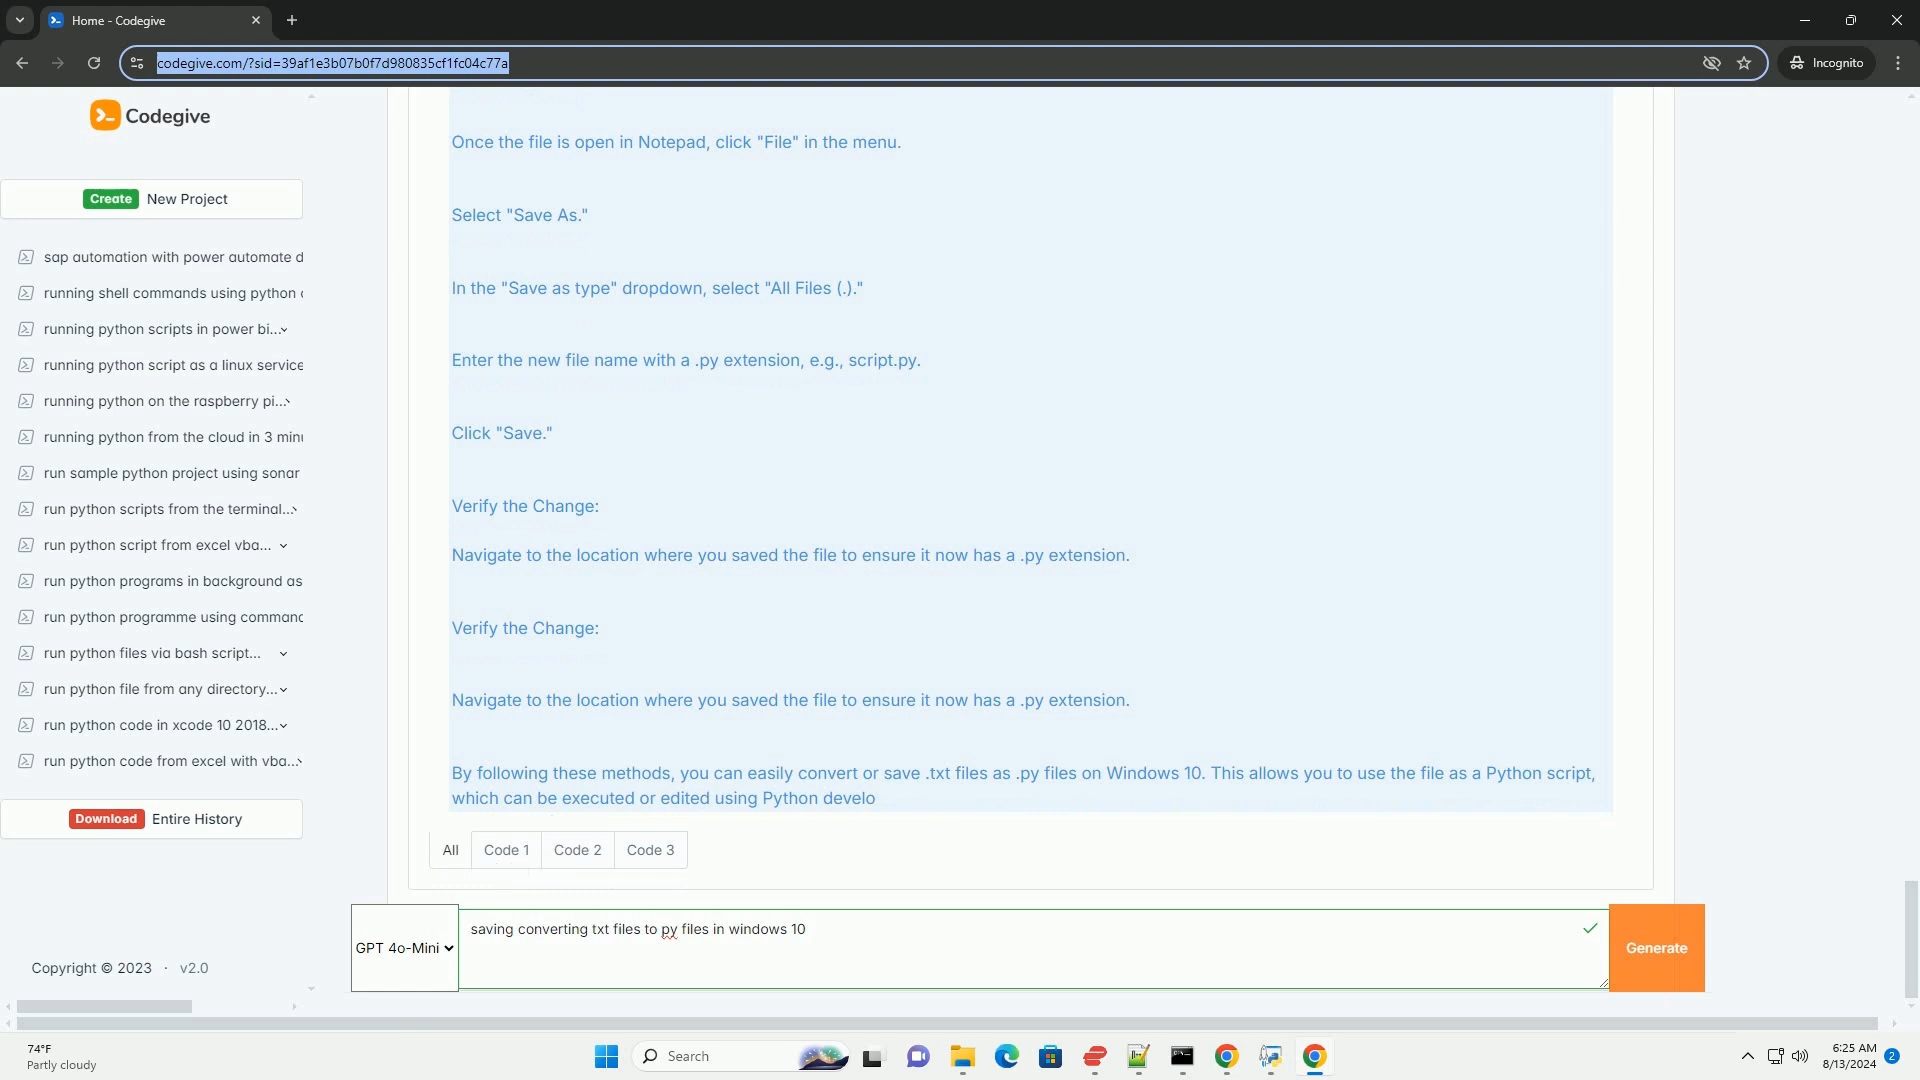 Home - Codegive
codegive.com/?sid=39af1e3b07b0f7d980835cf1fc04c77a
Incognito
Codegive
Create New Project
sap automation with power automate d
running shell commands using python
running python scripts in power bi...
running python script as a linux service
running python on the raspberry pi...
running python from the cloud in 3 minu
run sample python project using sonar
run python scripts from the terminal...
run python script from excel vba...
run python programs in background as
run python programme using command
run python files via bash script...
run python file from any directory...
run python code in xcode 10 2018...
run python code from excel with vba...
Download Entire History
Copyright © 2023 · v2.0
Once the file is open in Notepad, click "File" in the menu.
Select "Save As."
In the "Save as type" dropdown, select "All Files (.)."
Enter the new file name with a .py extension, e.g., script.py.
Click "Save."
Verify the Change:
Navigate to the location where you saved the file to ensure it now has a .py extension.
Verify the Change:
Navigate to the location where you saved the file to ensure it now has a .py extension.
By following these methods, you can easily convert or save .txt files as .py files on Windows 10. This allows you to use the file as a Python script,
which can be executed or edited using Python develo
All Code 1 Code 2 Code 3
GPT 4o-Mini
saving converting txt files to py files in windows 10
Generate
74°F
Partly cloudy
Search
6:25 AM
8/13/2024
2